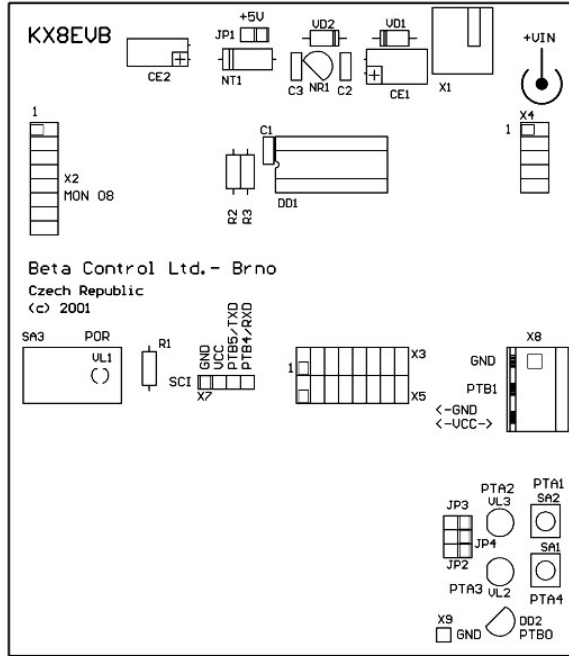 KX8EVB
+5V
JP1
CE2
NT1
VD2
VD1
C3
NR1
C2
CE1
X1
+VIN
1
X2
MON 08
C1
R2
R3
DD1
X4
1
Beta Control Ltd.- Brno
Czech Republic
(c) 2001
SA3
POR
VL1
R1
SCI
GND
VCC
PTB5/TXD
PTB4/RXD
X7
1
X3
X5
X8
GND
PTB1
<-GND
<-VCC->
PTA2
VL3
PTA1
SA2
JP3
JP4
JP2
SA1
PTA3
VL2
PTA4
X9
GND
DD2
PTB0